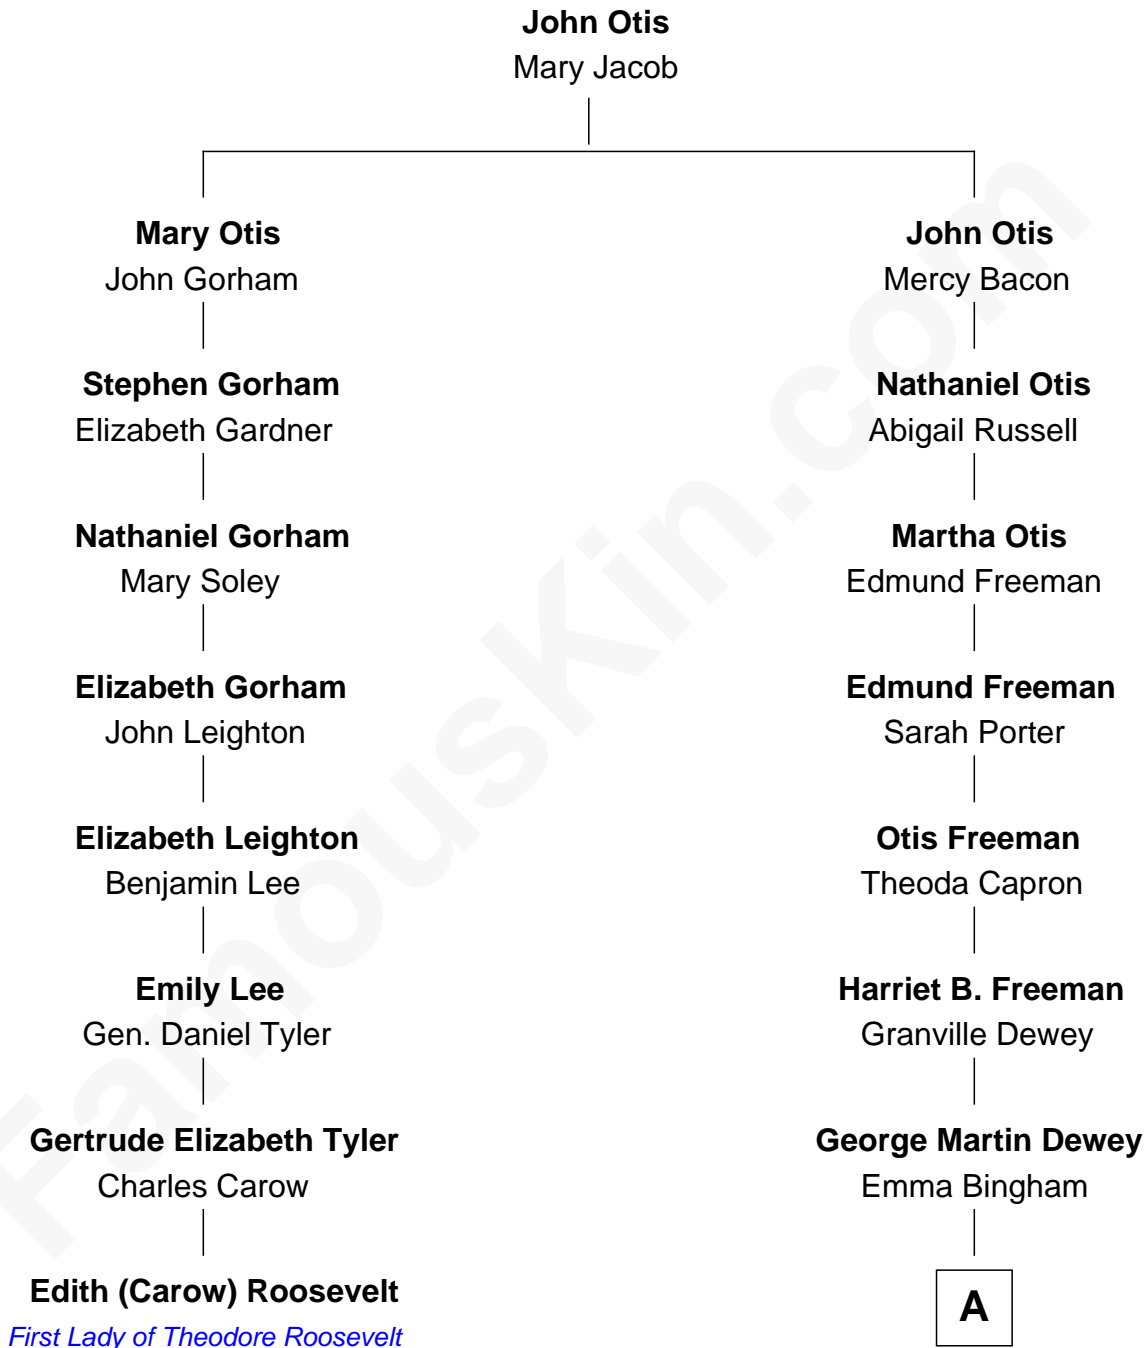 John Otis
Mary Jacob
Mary Otis
John Gorham
John Otis
Mercy Bacon
Stephen Gorham
Elizabeth Gardner
Nathaniel Otis
Abigail Russell
Nathaniel Gorham
Mary Soley
Martha Otis
Edmund Freeman
Elizabeth Gorham
John Leighton
Edmund Freeman
Sarah Porter
Elizabeth Leighton
Benjamin Lee
Otis Freeman
Theoda Capron
Emily Lee
Gen. Daniel Tyler
Harriet B. Freeman
Granville Dewey
Gertrude Elizabeth Tyler
Charles Carow
George Martin Dewey
Emma Bingham
Edith (Carow) Roosevelt
First Lady of Theodore Roosevelt
A
FamousKin.com